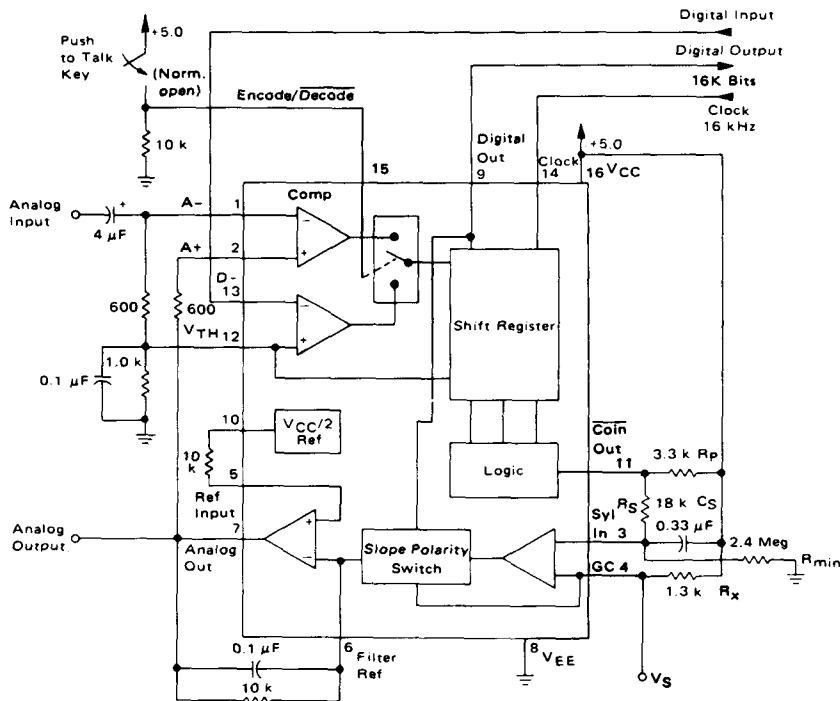 Digital Input
+5.0
Push
to Talk
Key
(Norm.
open)
Digital Output
16K Bits
Encode/Decode
Clock
16 kHz
10 k
Digital
Out
+5.0
15
9
Clock
14
16 VCC
Comp
Analog
Input
+
4 µF
A−
1
−
A+
2
+
D−
13
−
600
600
VTH 12
+
Shift Register
0.1 µF
1.0 k
10
VCC/2
Ref
Coin
Out
11
3.3 k RP
10
k
5
Logic
Ref
Input
+
RS
18 k CS
Syl
In 3
0.33 µF
Analog
Output
7
Analog
Out
−
Slope Polarity
Switch
2.4 Meg
Rmin
GC 4
1.3 k
Rx
0.1 µF
6
Filter
Ref
8
VEE
10k
VS